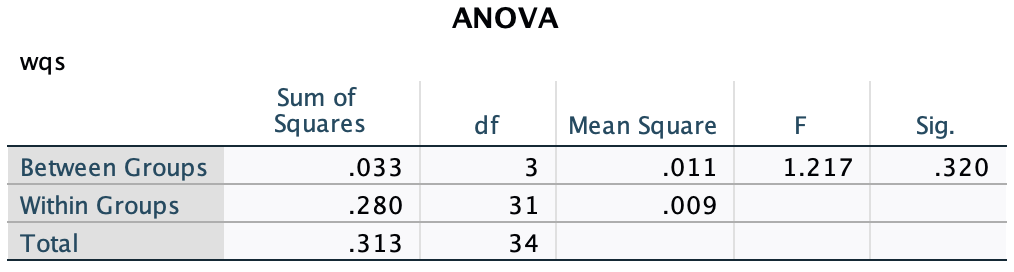 ANOVA
wqs
Sum of Squares df Mean Square F Sig.
Between Groups .033 3 .011 1.217 .320
Within Groups .280 31 .009
Total .313 34